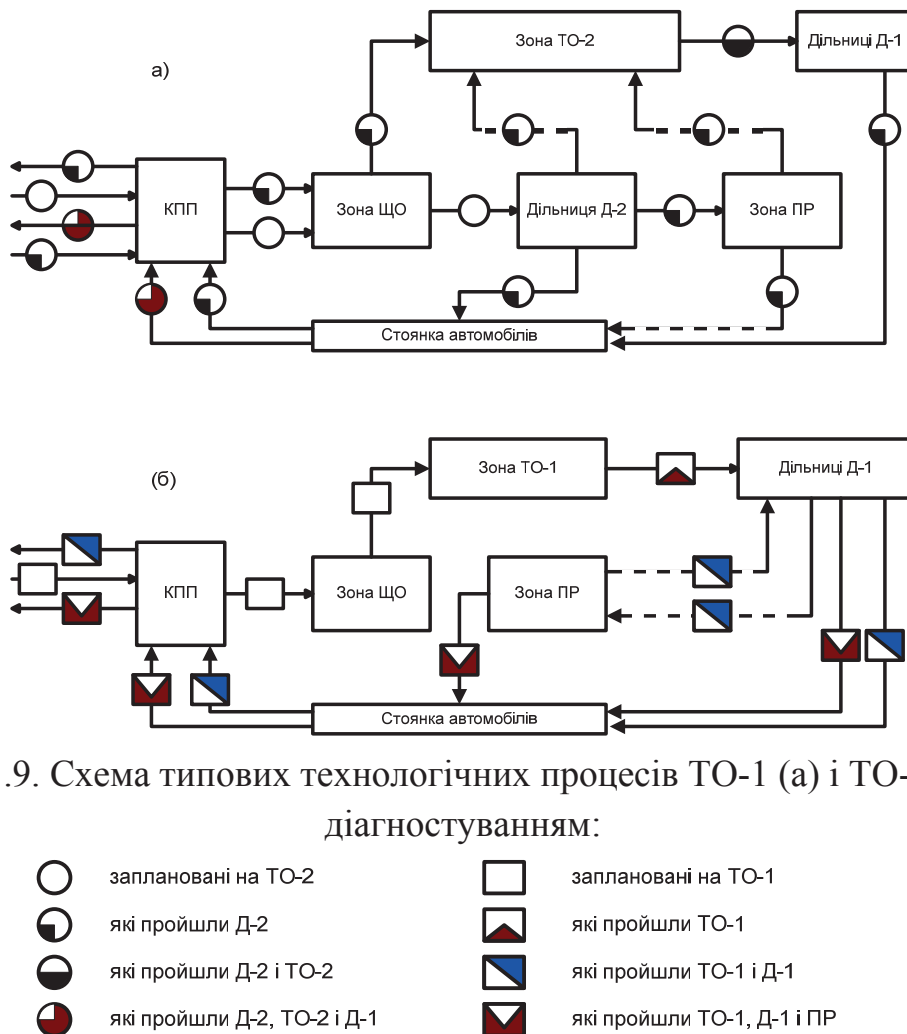 Зона ТО-2
Дільниці Д-1
а)
КПП
Зона ЩО
Дільниця Д-2
Зона ПР
Стоянка автомобілів
(б)
Зона ТО-1
Дільниці Д-1
КПП
Зона ЩО
Зона ПР
Стоянка автомобілів
.9. Схема типових технологічних процесів ТО-1 (а) і ТО-
діагностуванням:
заплановані на ТО-2
які пройшли Д-2
які пройшли Д-2 і ТО-2
які пройшли Д-2, ТО-2 і Д-1
заплановані на ТО-1
які пройшли ТО-1
які пройшли ТО-1 і Д-1
які пройшли ТО-1, Д-1 і ПР